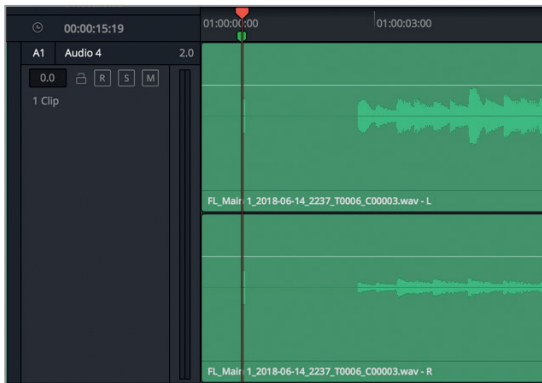 00:00:15:19
01:00:00:00
01:00:03:00
A1 Audio 4 2.0
0.0 R S M
1 Clip
FL_Main 1_2018-06-14_2237_T0006_C00003.wav - L
FL_Main 1_2018-06-14_2237_T0006_C00003.wav - R